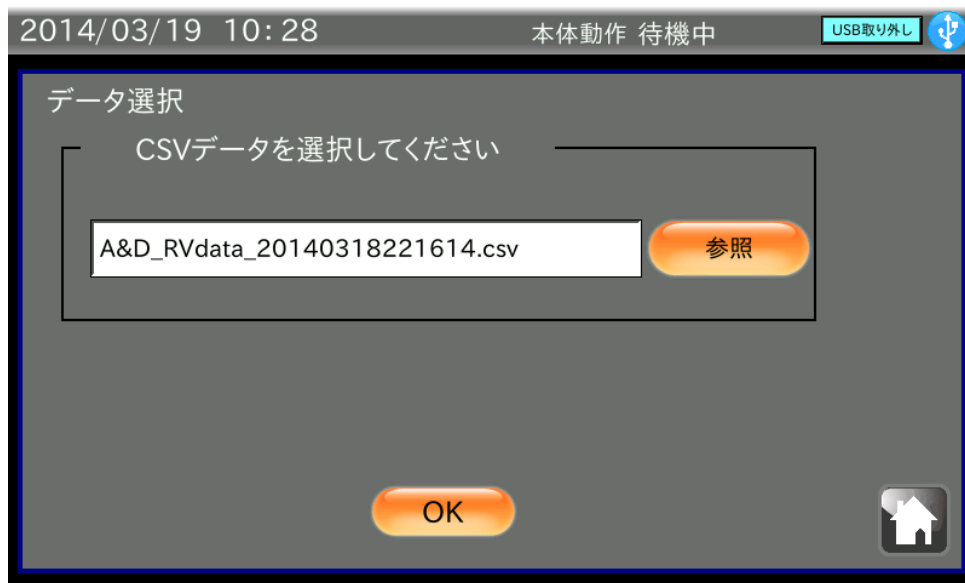 2014/03/19 10:28 本体動作 待機中 USB取り外し
データ選択
CSVデータを選択してください
A&D_RVdata_20140318221614.csv 参照
OK